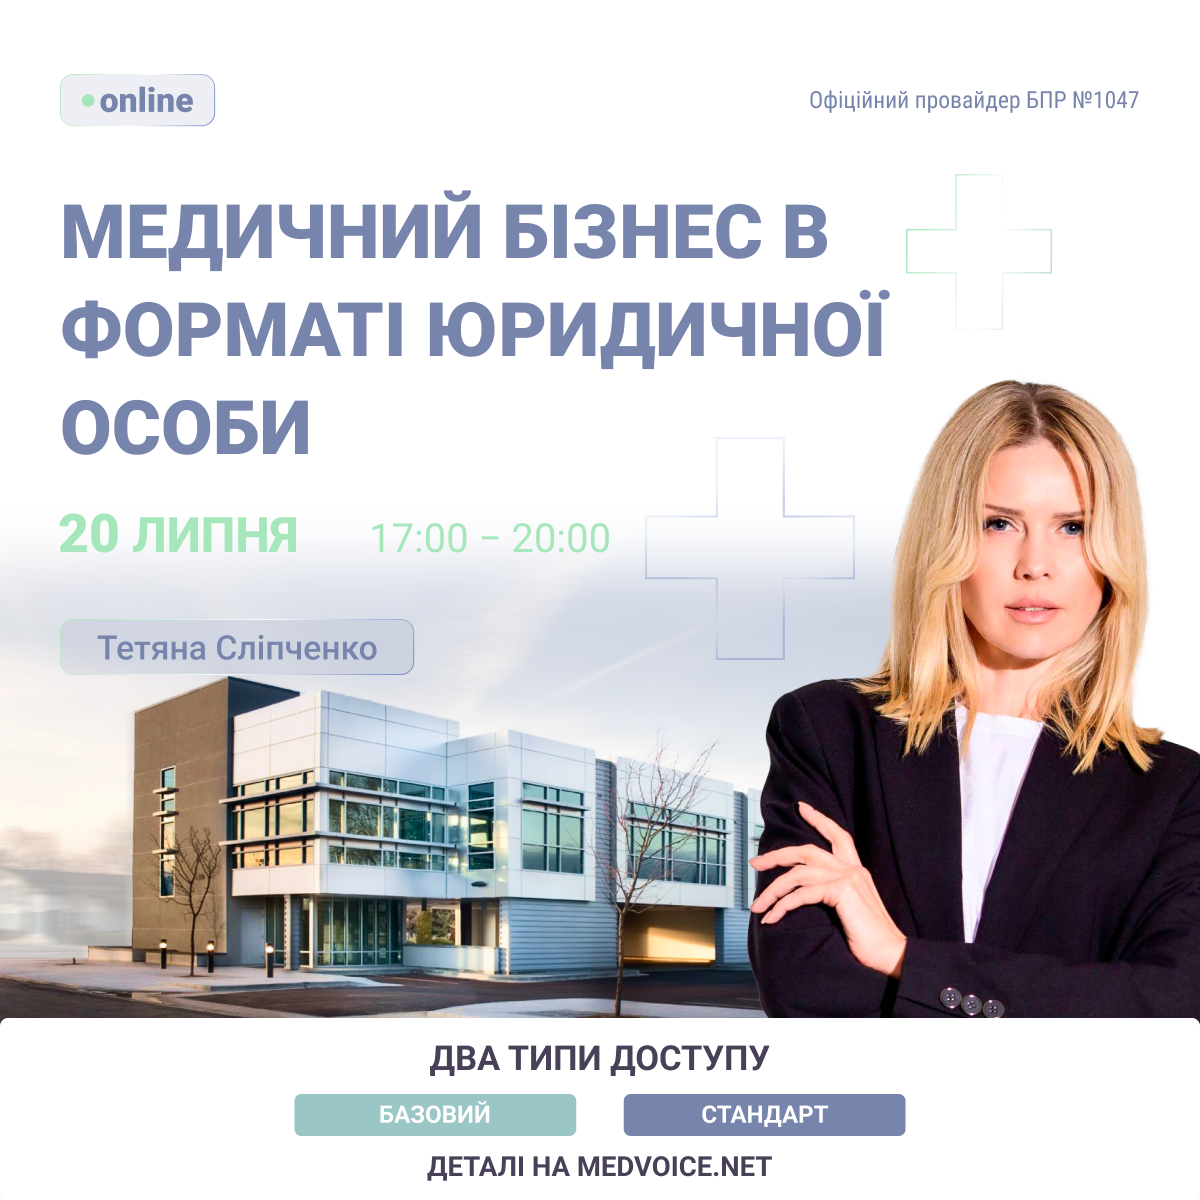 online
Офіційний провайдер БПР №1047
МЕДИЧНИЙ БІЗНЕС В
ФОРМАТІ ЮРИДИЧНОЇ
ОСОБИ
20 ЛИПНЯ 17:00 – 20:00
Тетяна Сліпченко
ДВА ТИПИ ДОСТУПУ
БАЗОВИЙ СТАНДАРТ
ДЕТАЛІ НА MEDVOICE.NET